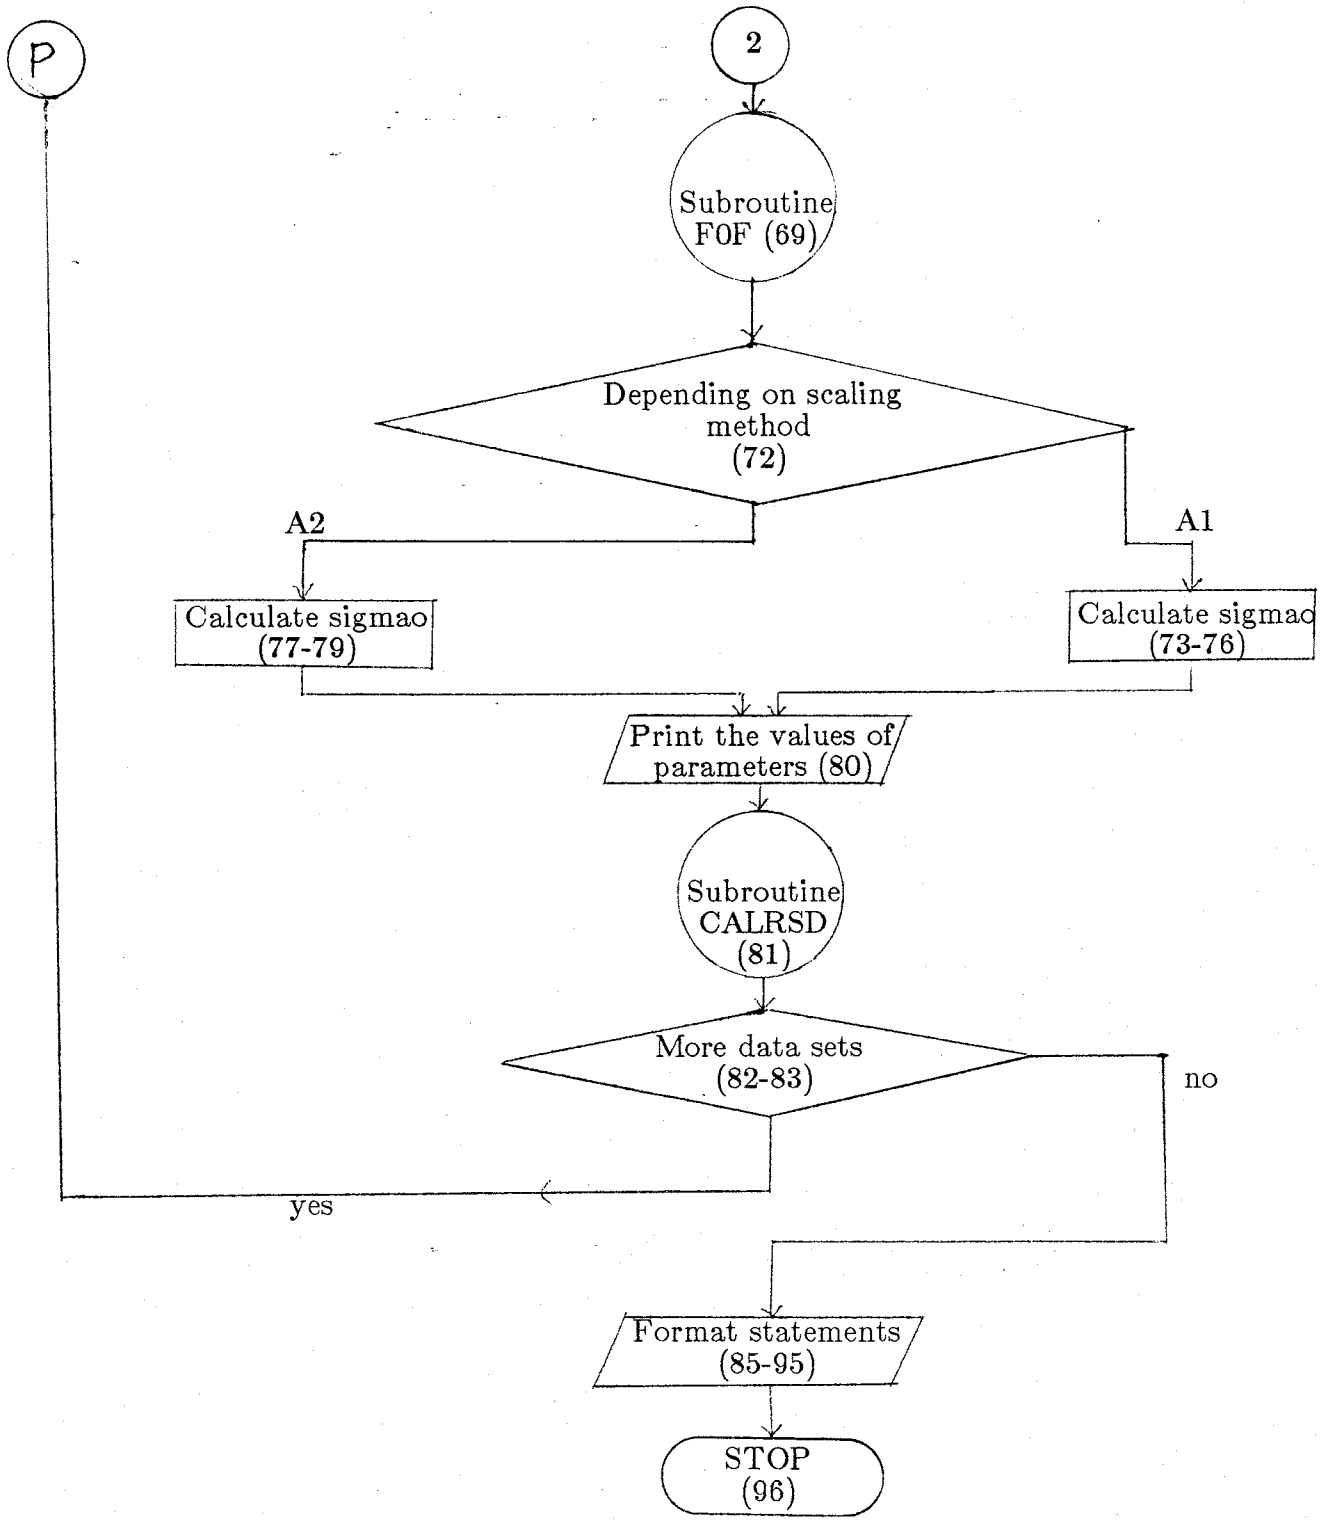 P
2
Subroutine
FOF (69)
Depending on scaling
method
(72)
A2
A1
Calculate sigmao
(77-79)
Calculate sigmao
(73-76)
Print the values of
parameters (80)
Subroutine
CALRSD
(81)
More data sets
(82-83)
no
yes
Format statements
(85-95)
STOP
(96)